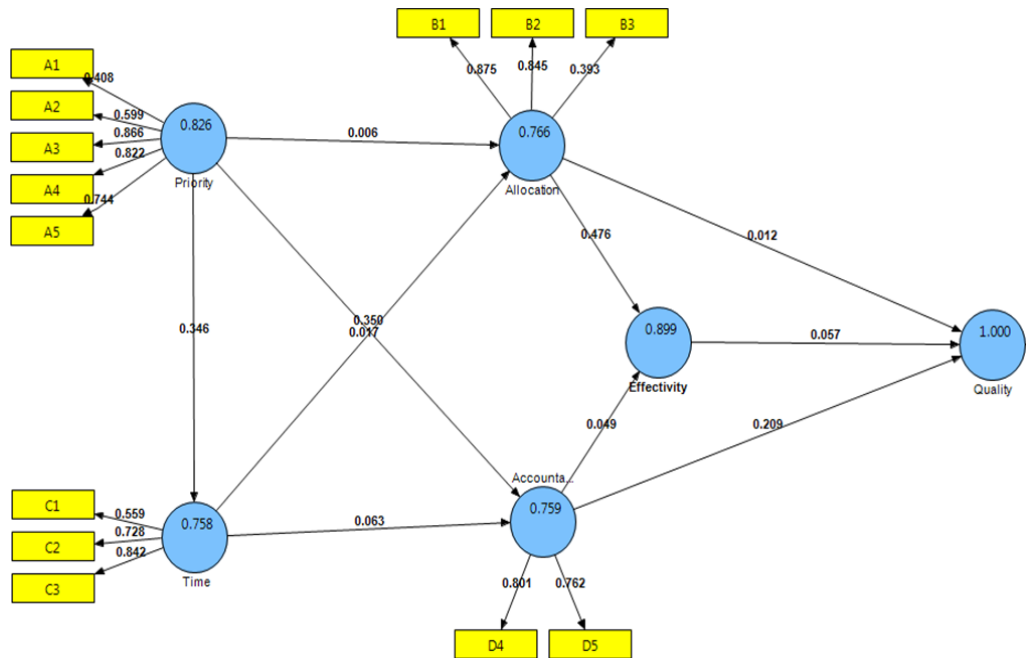 B1
B2
B3
A1
0.408
0.875
0.845
0.393
A2
0.599
A3
0.866
0.826
0.822
0.006
0.766
A4
Priority
Allocation
A5
0.744
0.476
0.012
0.346
0.350
0.017
0.899
0.057
1.000
Effectivity
Quality
0.049
0.209
Accounta...
C1
0.559
0.758
0.063
0.759
C2
0.728
0.842
C3
Time
0.801
0.762
D4
D5